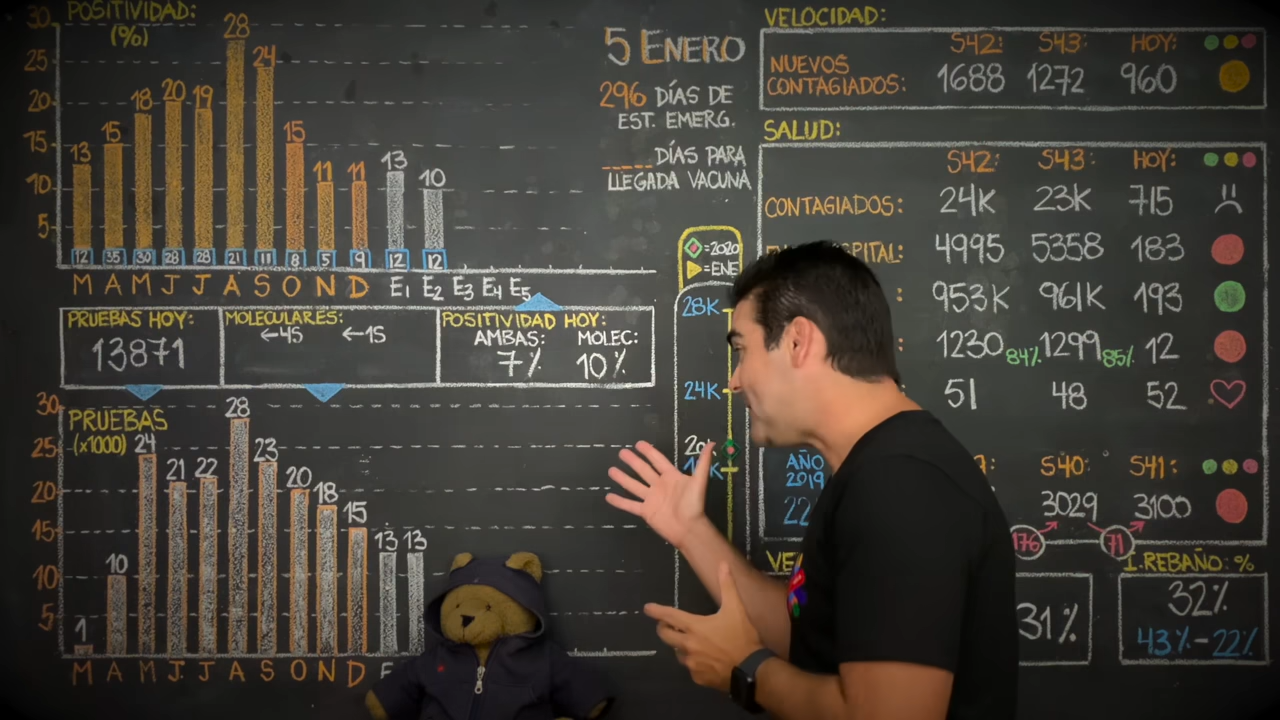 POSITIVIDAD:
(%)
30
25
20
15
10
5
13 15 18 20 19 28 24 15 11 11 13 10
12 35 30 28 28 21 11 8 5 9 12 12
M A M J J A S O N D E1 E2 E3 E4 E5
PRUEBAS HOY:
13871
MOLECULARES:
←4S ←1S
POSITIVIDAD HOY:
AMBAS: MOLEC:
7% 10%
PRUEBAS
(x1000)
30
25
20
15
10
5
1 10 24 21 22 28 23 20 18 15 13 13
M A M J J A S O N D
5 ENERO
296 DÍAS DE
EST. EMERG.
____ DÍAS PARA
LLEGADA VACUNA
=2020
=ENE
28K
24K
VELOCIDAD:
S42: S43: HOY:
NUEVOS
CONTAGIADOS: 1688 1272 960
SALUD:
S42: S43: HOY:
CONTAGIADOS: 24K 23K 715
4995 5358 183
: 953K 961K 193
1230 84% 1299 85% 12
51 48 52
AÑO
2019
22
S40: S41:
3029 3100
176 71
31%
I. REBAÑO: %
32%
43%-22%